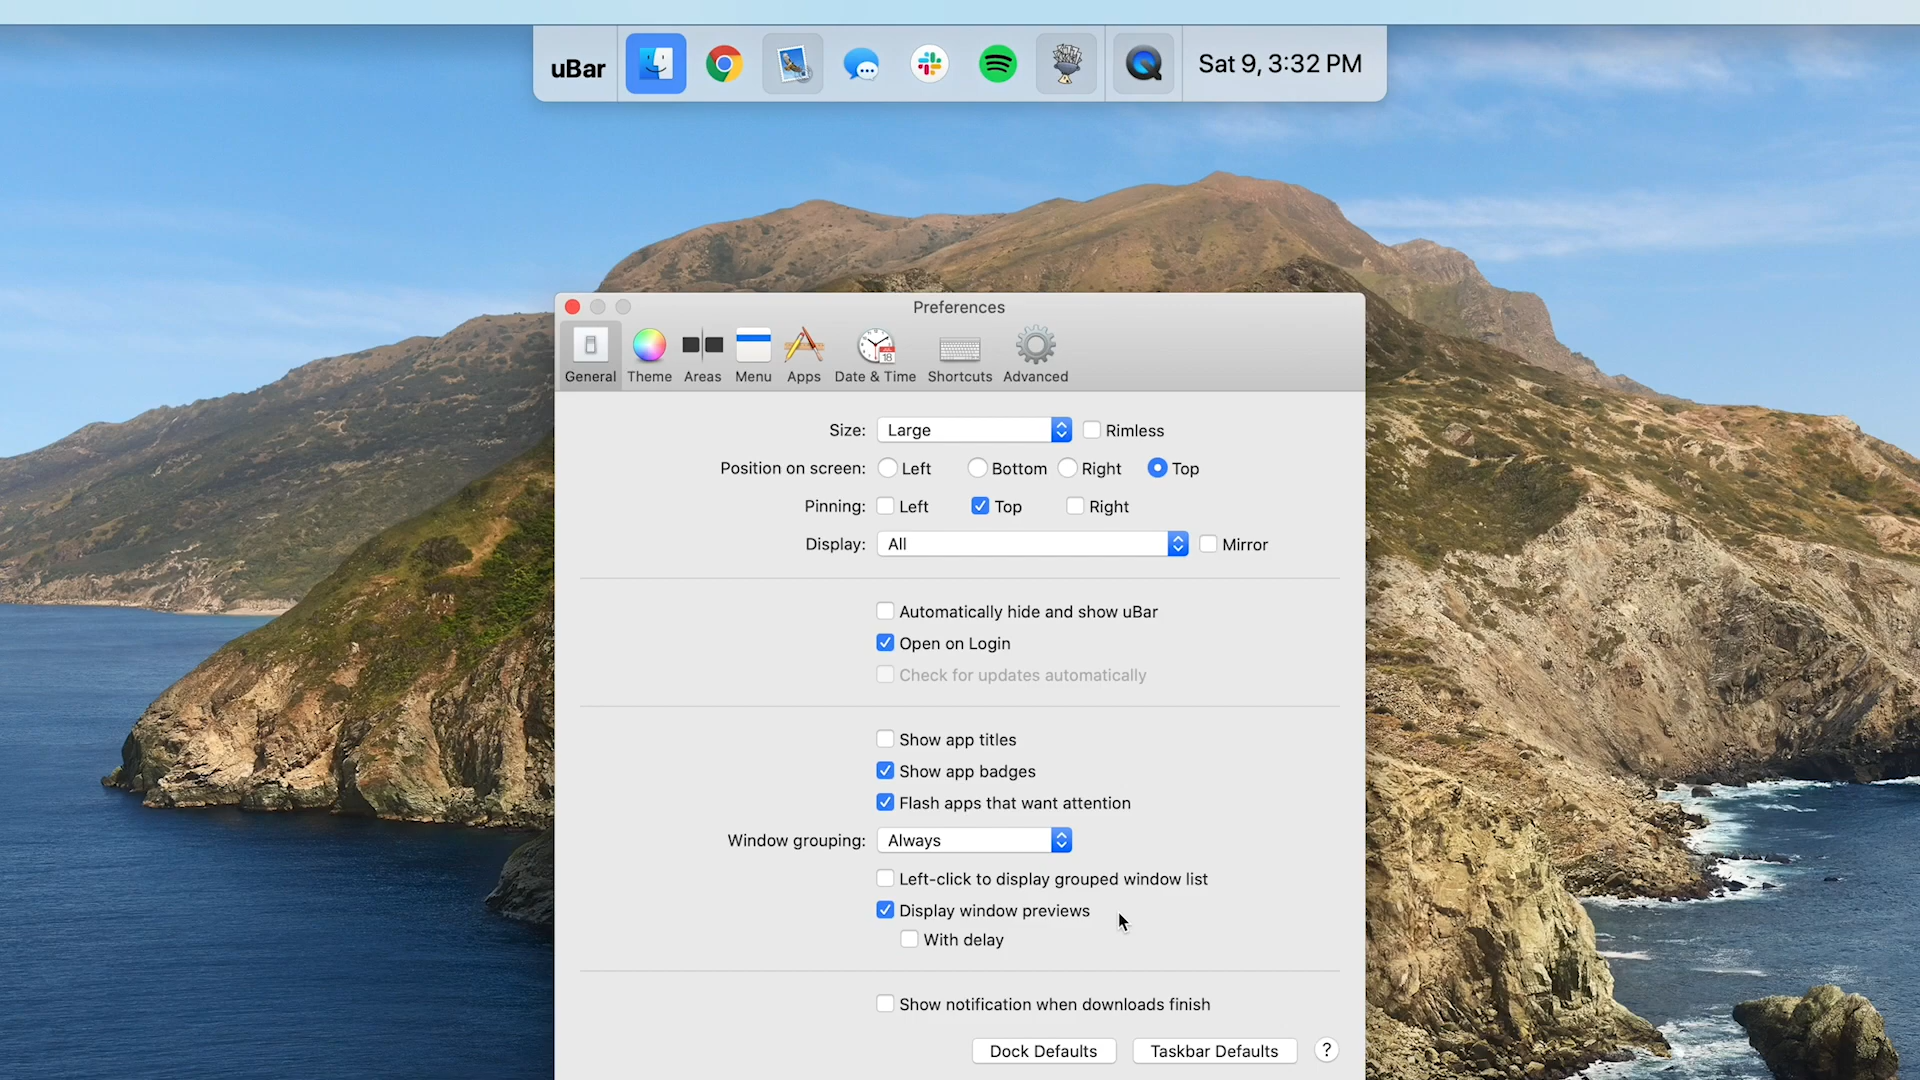 uBar
Sat 9, 3:32 PM
Preferences
General Theme Areas Menu Apps Date & Time Shortcuts Advanced
18
Size: Large Rimless
Position on screen: Left Bottom Right Top
Pinning: Left Top Right
Display: All Mirror
Automatically hide and show uBar
Open on Login
Check for updates automatically
Show app titles
Show app badges
Flash apps that want attention
Window grouping: Always
Left-click to display grouped window list
Display window previews
With delay
Show notification when downloads finish
Dock Defaults Taskbar Defaults ?